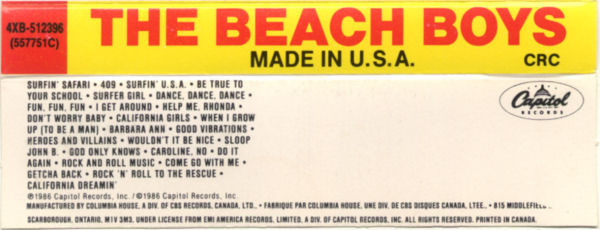 4XB-512396
(557751C)
THE BEACH BOYS
MADE IN U.S.A.
CRC
SURFIN' SAFARI • 409 • SURFIN' U.S.A. • BE TRUE TO
YOUR SCHOOL • SURFER GIRL • DANCE, DANCE, DANCE •
FUN, FUN, FUN • I GET AROUND • HELP ME, RHONDA •
DON'T WORRY BABY • CALIFORNIA GIRLS • WHEN I GROW
UP (TO BE A MAN) • BARBARA ANN • GOOD VIBRATIONS •
HEROES AND VILLAINS • WOULDN'T IT BE NICE • SLOOP
JOHN B. • GOD ONLY KNOWS • CAROLINE, NO • DO IT
AGAIN • ROCK AND ROLL MUSIC • COME GO WITH ME •
GETCHA BACK • ROCK 'N' ROLL TO THE RESCUE •
CALIFORNIA DREAMIN'
℗1986 Capitol Records, Inc. / ©1986 Capitol Records, Inc.
MANUFACTURED BY COLUMBIA HOUSE, A DIV. OF CBS RECORDS, CANADA, LTD., • FABRIQUE PAR COLUMBIA HOUSE, UNE DIV. DE CBS DISQUES CANADA, LTEE., • 815 MIDDLEFIELD
SCARBOROUGH, ONTARIO, M1V 3M3. UNDER LICENSE FROM EMI AMERICA RECORDS, LIMITED, A DIV. OF CAPITOL RECORDS, INC. ALL RIGHTS RESERVED. PRINTED IN CANADA.
Capitol
RECORDS